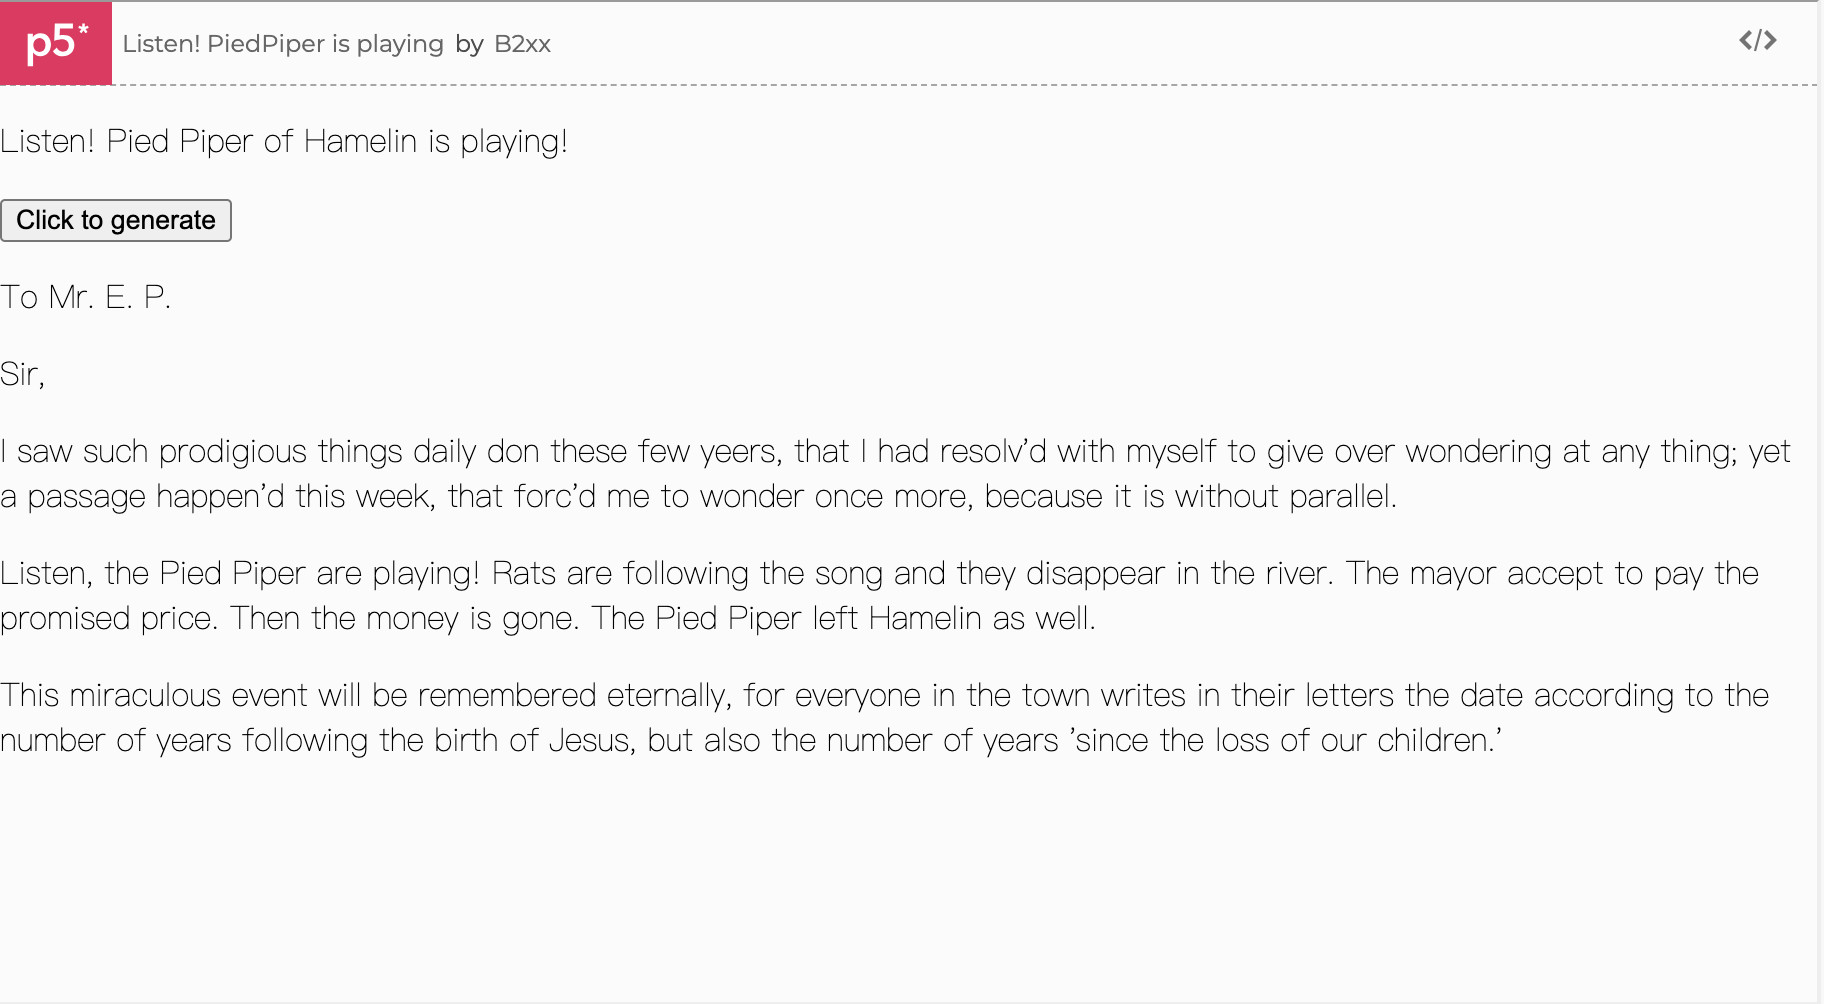 p5* Listen! PiedPiper is playing by B2xx </>
Listen! Pied Piper of Hamelin is playing!
Click to generate
To Mr. E. P.
Sir,
I saw such prodigious things daily don these few yeers, that I had resolv’d with myself to give over wondering at any thing; yet
a passage happen’d this week, that forc’d me to wonder once more, because it is without parallel.
Listen, the Pied Piper are playing! Rats are following the song and they disappear in the river. The mayor accept to pay the
promised price. Then the money is gone. The Pied Piper left Hamelin as well.
This miraculous event will be remembered eternally, for everyone in the town writes in their letters the date according to the
number of years following the birth of Jesus, but also the number of years ’since the loss of our children.’